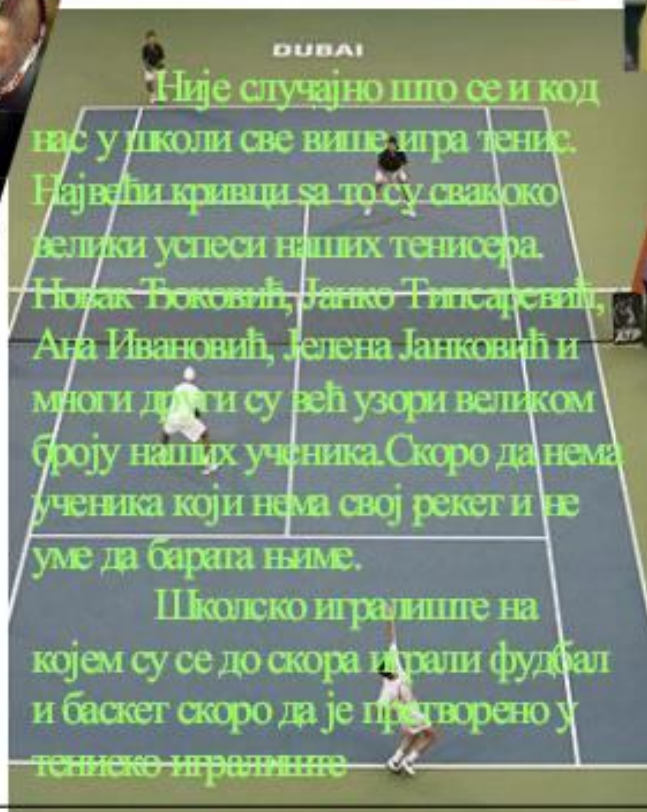 DUBAI
Није случајно што се и код
нас у школи све више игра тенис.
Највећи кривци sa то су свакоко
велики успеси наших тенисера.
Новак Ђоковић, Јанко Типсаревић,
Ана Ивановић, Јелена Јанковић и
многи други су већ узори великом
броју наших ученика.Скоро да нема
ученика који нема свој рекет и не
уме да барата њиме.
Школско игралиште на
којем су се до скора играли фудбал
и баскет скоро да је претворено у
тениско игралиште
ATP